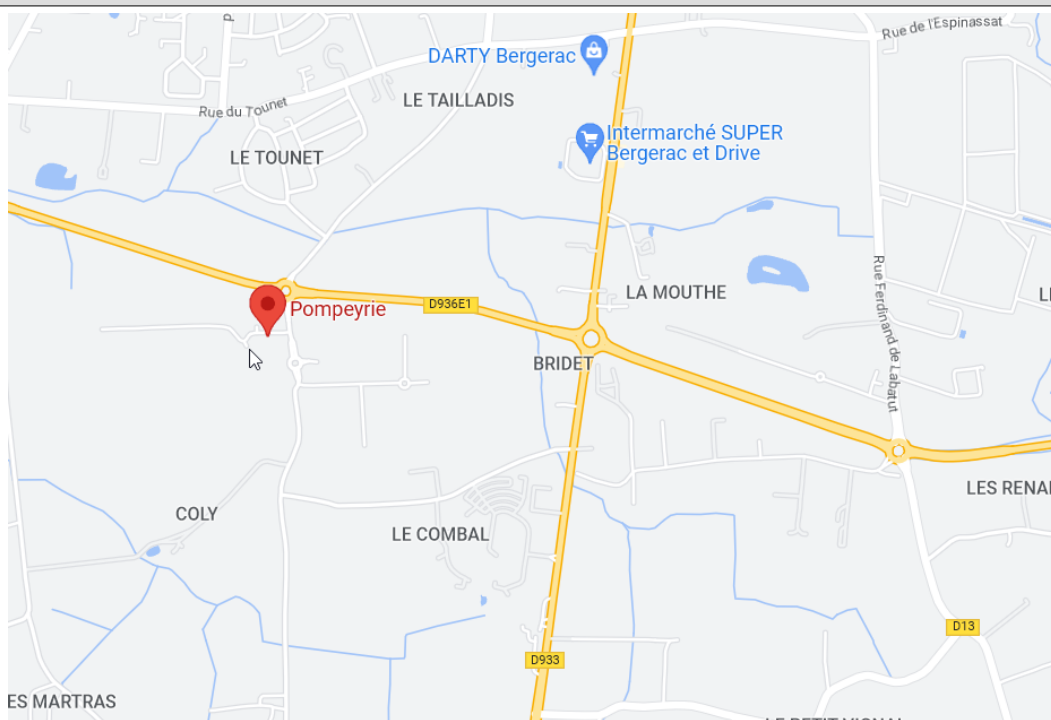 Rue de l'Espinassat
DARTY Bergerac
LE TAILLADIS
Rue du Tounet
Intermarché SUPER
Bergerac et Drive
LE TOUNET
LA MOUTHE
Rue Ferdinand de Labatut
D936E1
Pompeyrie
BRIDET
LES RENA
COLY
LE COMBAL
D13
D933
ES MARTRAS